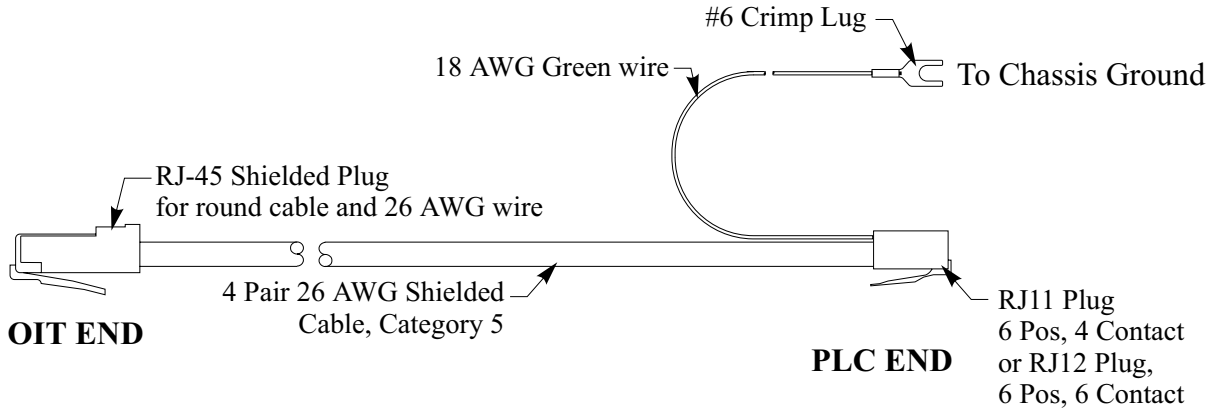 #6 Crimp Lug
18 AWG Green wire
To Chassis Ground
RJ-45 Shielded Plug
for round cable and 26 AWG wire
4 Pair 26 AWG Shielded
Cable, Category 5
OIT END
PLC END
RJ11 Plug
6 Pos, 4 Contact
or RJ12 Plug,
6 Pos, 6 Contact